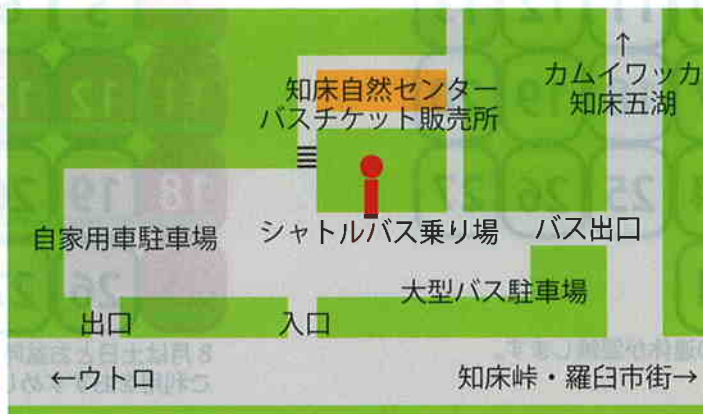 ↑
カムイワッカ
知床五湖
知床自然センター
バスチケット販売所
自家用車駐車場
シャトルバス乗り場
バス出口
大型バス駐車場
出口
入口
←ウトロ
知床峠・羅臼市街→